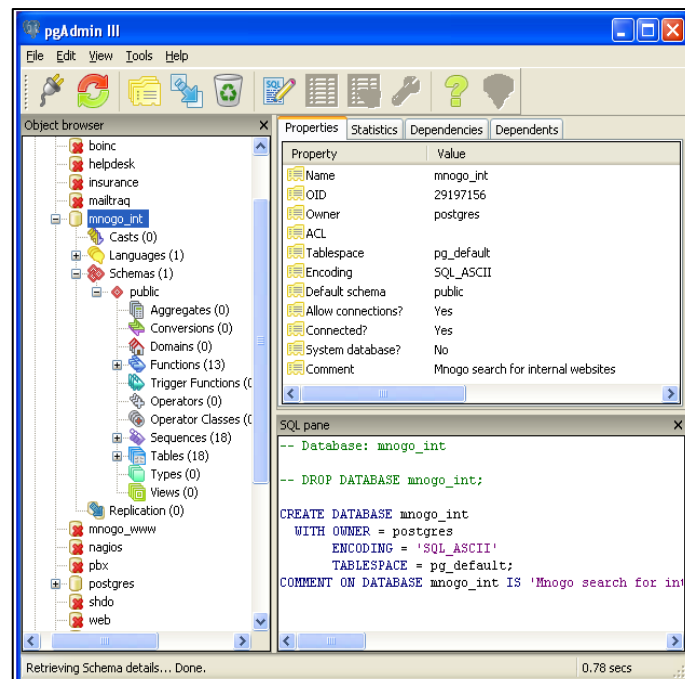 pgAdmin III
File Edit View Tools Help
SQL
Object browser
boinc
helpdesk
insurance
mailtraq
mnogo_int
Casts (0)
Languages (1)
Schemas (1)
public
Aggregates (0)
Conversions (0)
Domains (0)
Functions (13)
Trigger Functions (
Operators (0)
Operator Classes (
Sequences (18)
Tables (18)
Types (0)
Views (0)
Replication (0)
mnogo_www
nagios
pbx
postgres
shdo
web
Properties Statistics Dependencies Dependents
Property Value
Name mnogo_int
OID 29197156
Owner postgres
ACL
Tablespace pg_default
Encoding SQL_ASCII
Default schema public
Allow connections? Yes
Connected? Yes
System database? No
Comment Mnogo search for internal websites
SQL pane
-- Database: mnogo_int
-- DROP DATABASE mnogo_int;
CREATE DATABASE mnogo_int
WITH OWNER = postgres
ENCODING = 'SQL_ASCII'
TABLESPACE = pg_default;
COMMENT ON DATABASE mnogo_int IS 'Mnogo search for int
Retrieving Schema details... Done. 0.78 secs